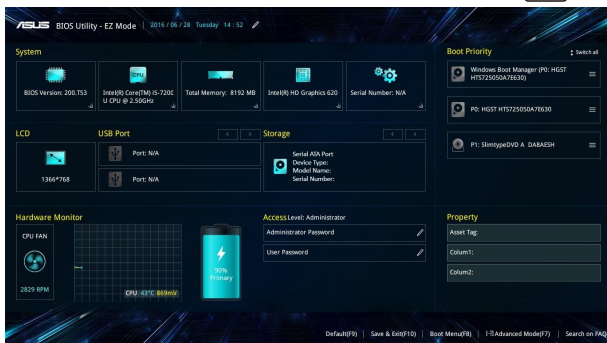 ASUS BIOS Utility - EZ Mode 2016/06/28 Tuesday 14:52
System
BIOS Version: 200.T53
Intel(R) Core(TM) i5-7200
U CPU @ 2.50GHz
Total Memory: 8192 MB
Intel(R) HD Graphics 620
Serial Number: N/A
Boot Priority
Switch all
Windows Boot Manager (P0: HGST
HTS725050A7E630)
P0: HGST HTS725050A7E630
P1: SlimtypeDVD A DA8AESH
LCD
1366*768
USB Port
Port: N/A
Port: N/A
Storage
Serial ATA Port
Device Type:
Model Name:
Serial Number:
Hardware Monitor
CPU FAN
2829 RPM
CPU 43°C 869mV
90%
Primary
Access Level: Administrator
Administrator Password
User Password
Property
Asset Tag:
Colum1:
Colum2:
Default(F9) | Save & Exit(F10) | Boot Menu(F8) | Advanced Mode(F7) | Search on FAQ